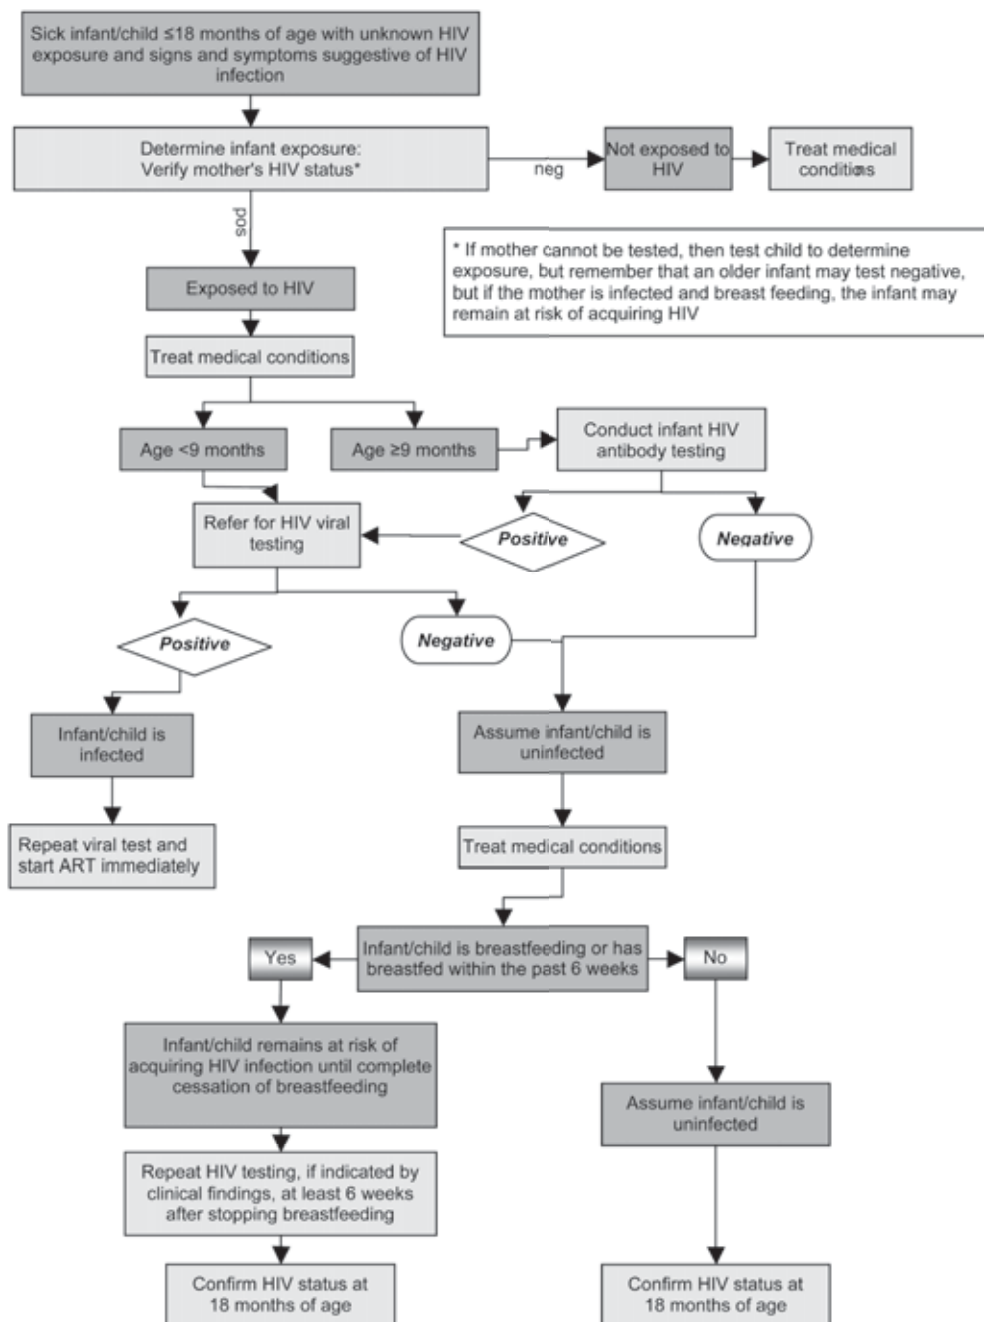 Sick infant/child ≤18 months of age with unknown HIV
exposure and signs and symptoms suggestive of HIV
infection
Determine infant exposure:
Verify mother's HIV status*
neg
Not exposed to
HIV
Treat medical
conditions
pos
* If mother cannot be tested, then test child to determine
exposure, but remember that an older infant may test negative,
but if the mother is infected and breast feeding, the infant may
remain at risk of acquiring HIV
Exposed to HIV
Treat medical conditions
Age <9 months
Age ≥9 months
Conduct infant HIV
antibody testing
Refer for HIV viral
testing
Positive
Negative
Positive
Negative
Infant/child is
infected
Assume infant/child is
uninfected
Repeat viral test and
start ART immediately
Treat medical conditions
Yes
Infant/child is breastfeeding or has
breastfed within the past 6 weeks
No
Infant/child remains at risk of
acquiring HIV infection until complete
cessation of breastfeeding
Assume infant/child is
uninfected
Repeat HIV testing, if indicated by
clinical findings, at least 6 weeks
after stopping breastfeeding
Confirm HIV status at
18 months of age
Confirm HIV status at
18 months of age